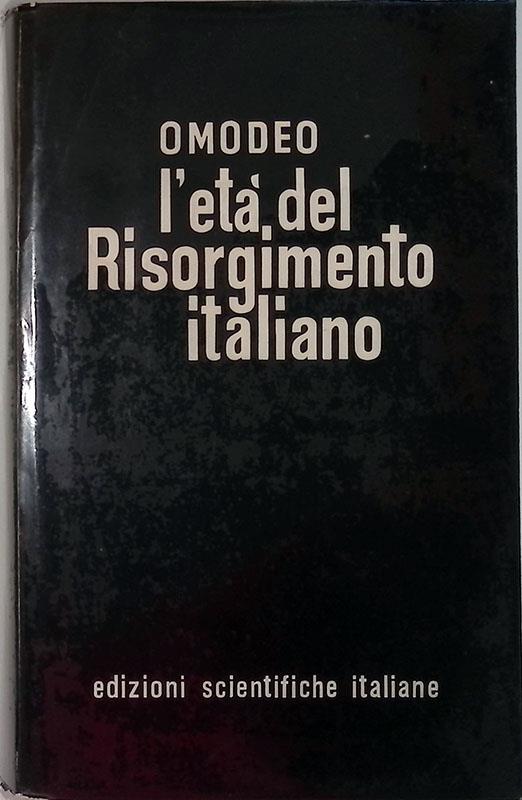 OMODEO
l'età del
Risorgimento
italiano
edizioni scientifiche italiane